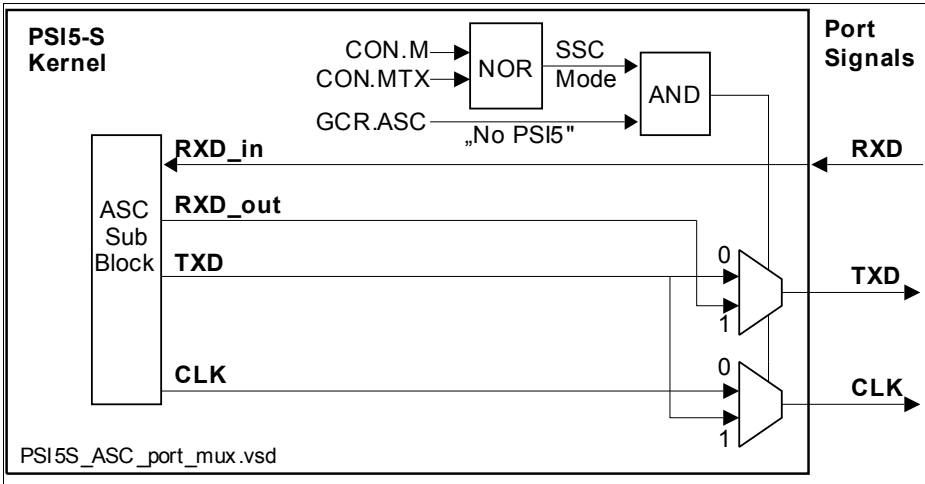 PSI5-S
Kernel
Port
Signals
CON.M
CON.MTX
NOR
SSC
Mode
AND
GCR.ASC
„No PSI5"
RXD_in
RXD
ASC
Sub
Block
RXD_out
TXD
0
1
TXD
CLK
0
1
CLK
PSI5S_ASC_port_mux.vsd